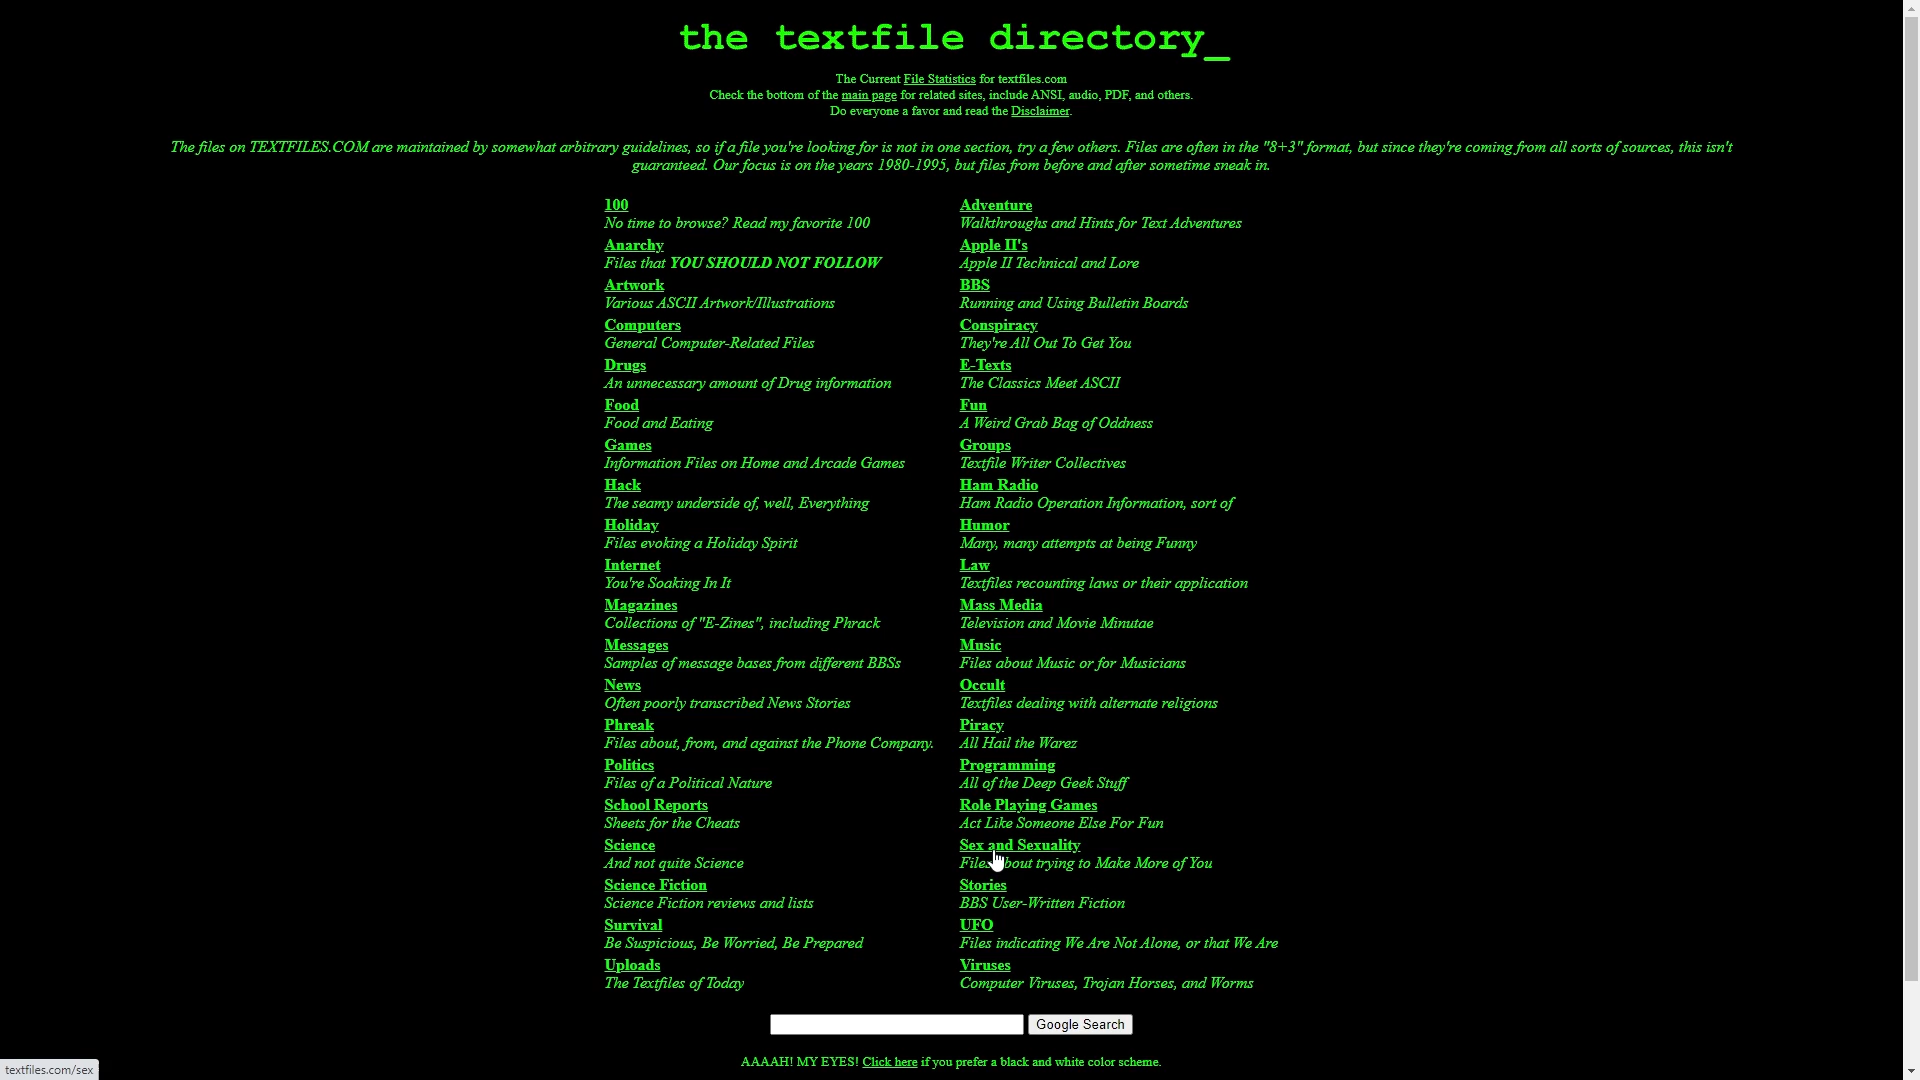 the textfile directory_
The Current File Statistics for textfiles.com
Check the bottom of the main page for related sites, include ANSI, audio, PDF, and others.
Do everyone a favor and read the Disclaimer.
The files on TEXTFILES.COM are maintained by somewhat arbitrary guidelines, so if a file you're looking for is not in one section, try a few others. Files are often in the "8+3" format, but since they're coming from all sorts of sources, this isn't
guaranteed. Our focus is on the years 1980-1995, but files from before and after sometime sneak in.
100
No time to browse? Read my favorite 100
Adventure
Walkthroughs and Hints for Text Adventures
Anarchy
Files that YOU SHOULD NOT FOLLOW
Apple II's
Apple II Technical and Lore
Artwork
Various ASCII Artwork/Illustrations
BBS
Running and Using Bulletin Boards
Computers
General Computer-Related Files
Conspiracy
They're All Out To Get You
Drugs
An unnecessary amount of Drug information
E-Texts
The Classics Meet ASCII
Food
Food and Eating
Fun
A Weird Grab Bag of Oddness
Games
Information Files on Home and Arcade Games
Groups
Textfile Writer Collectives
Hack
The seamy underside of, well, Everything
Ham Radio
Ham Radio Operation Information, sort of
Holiday
Files evoking a Holiday Spirit
Humor
Many, many attempts at being Funny
Internet
You're Soaking In It
Law
Textfiles recounting laws or their application
Magazines
Collections of "E-Zines", including Phrack
Mass Media
Television and Movie Minutae
Messages
Samples of message bases from different BBSs
Music
Files about Music or for Musicians
News
Often poorly transcribed News Stories
Occult
Textfiles dealing with alternate religions
Phreak
Files about, from, and against the Phone Company.
Piracy
All Hail the Warez
Politics
Files of a Political Nature
Programming
All of the Deep Geek Stuff
School Reports
Sheets for the Cheats
Role Playing Games
Act Like Someone Else For Fun
Science
And not quite Science
Sex and Sexuality
Files about trying to Make More of You
Science Fiction
Science Fiction reviews and lists
Stories
BBS User-Written Fiction
Survival
Be Suspicious, Be Worried, Be Prepared
UFO
Files indicating We Are Not Alone, or that We Are
Uploads
The Textfiles of Today
Viruses
Computer Viruses, Trojan Horses, and Worms
Google Search
AAAAH! MY EYES! Click here if you prefer a black and white color scheme.
textfiles.com/sex